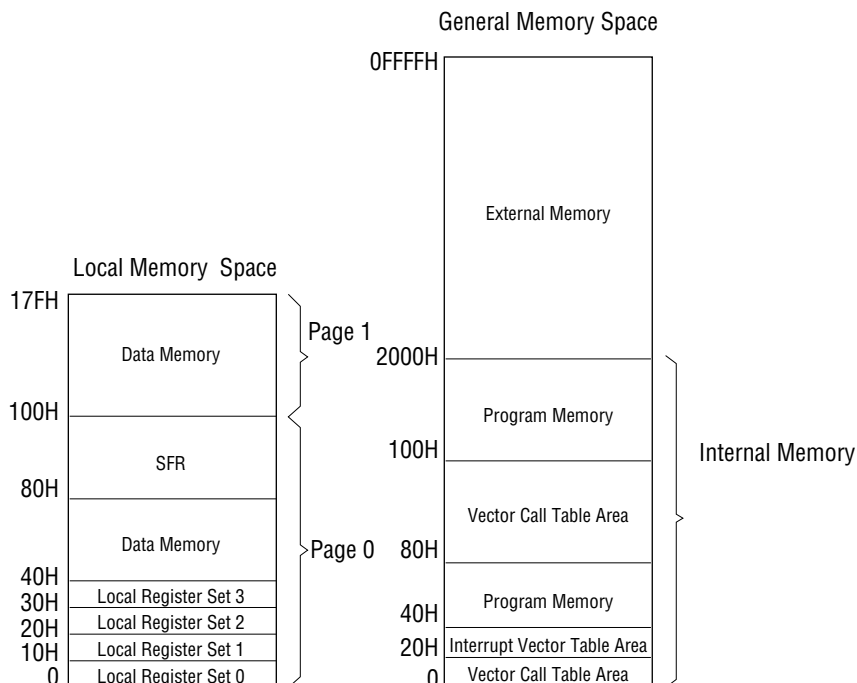 General Memory Space
0FFFFH
External Memory
2000H
Program Memory
100H
Vector Call Table Area
80H
Program Memory
40H
20H
Interrupt Vector Table Area
0
Vector Call Table Area
Internal Memory
Local Memory Space
17FH
Data Memory
Page 1
100H
SFR
80H
Data Memory
Page 0
40H
Local Register Set 3
30H
Local Register Set 2
20H
Local Register Set 1
10H
Local Register Set 0
0